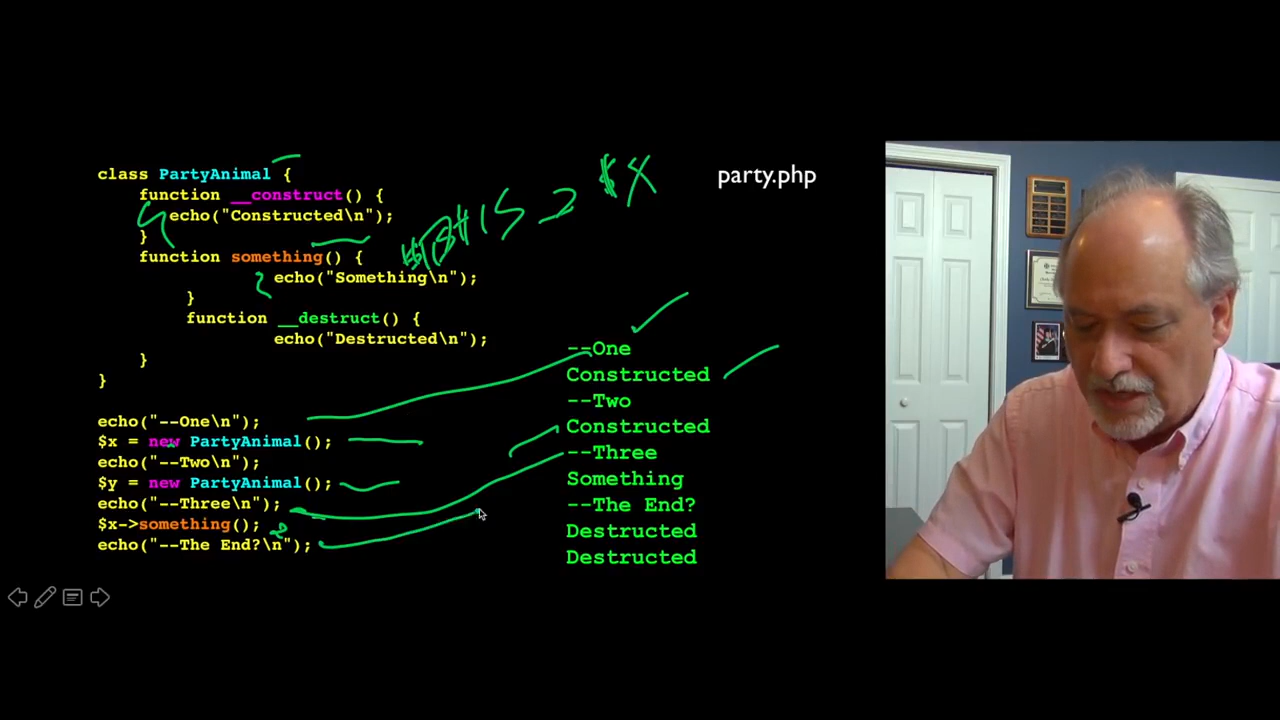 party.php
class PartyAnimal {
function __construct() {
echo("Constructed\n");
}
function something() {
echo("Something\n");
}
function __destruct() {
echo("Destructed\n");
}
}
echo("--One\n");
$x = new PartyAnimal();
echo("--Two\n");
$y = new PartyAnimal();
echo("--Three\n");
$x->something();
echo("--The End?\n");
--One
Constructed
--Two
Constructed
--Three
Something
--The End?
Destructed
Destructed
IS
$X